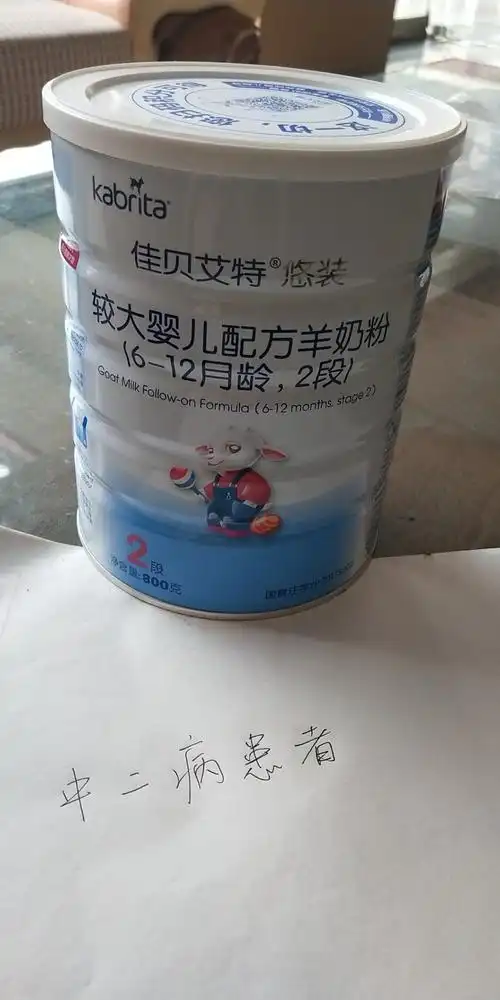 kabrita®
佳贝艾特®悠装
较大婴儿配方羊奶粉
(6-12月龄，2段)
Goat Milk Follow-on Formula (6-12 months, stage 2)
2段
净含量:800克
中二病患者